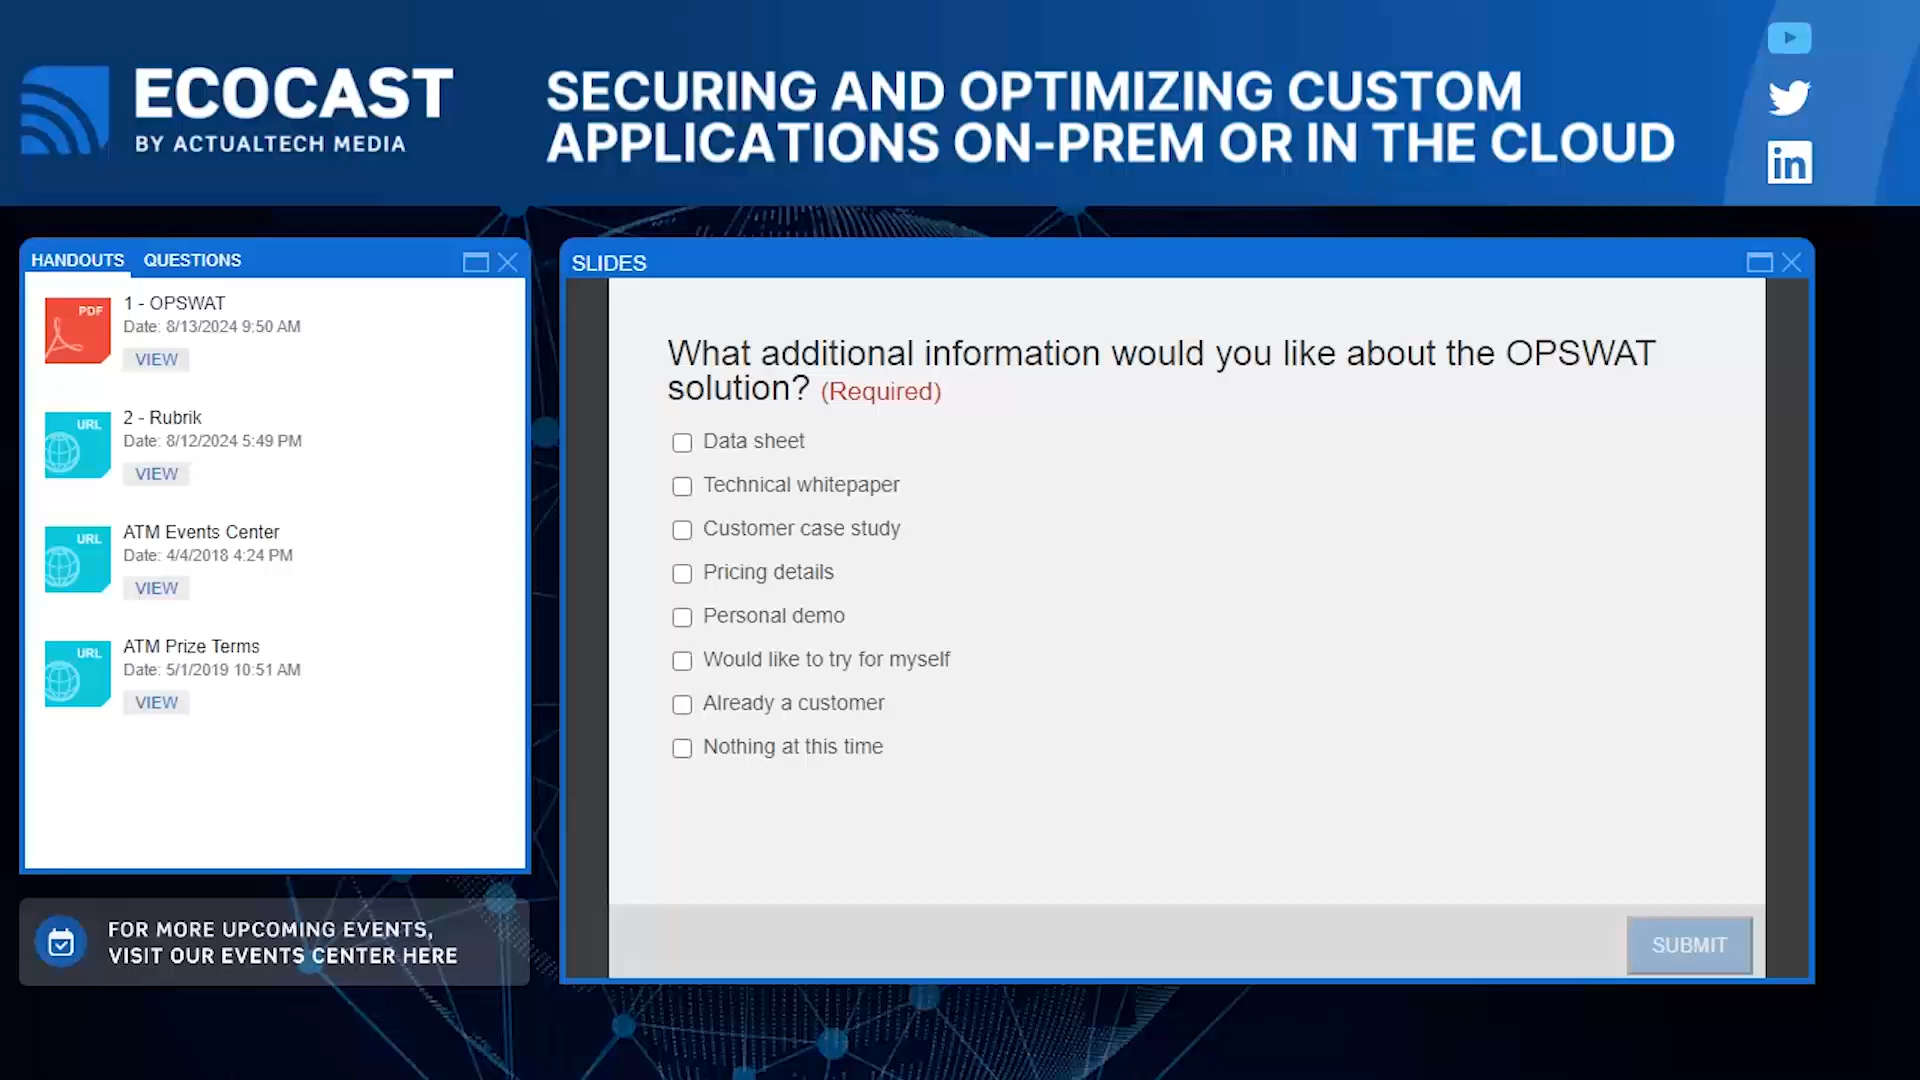 ECOCAST
BY ACTUALTECH MEDIA
SECURING AND OPTIMIZING CUSTOM
APPLICATIONS ON-PREM OR IN THE CLOUD
in
HANDOUTS QUESTIONS
PDF
1 - OPSWAT
Date: 8/13/2024 9:50 AM
VIEW
URL
2 - Rubrik
Date: 8/12/2024 5:49 PM
VIEW
URL
ATM Events Center
Date: 4/4/2018 4:24 PM
VIEW
URL
ATM Prize Terms
Date: 5/1/2019 10:51 AM
VIEW
FOR MORE UPCOMING EVENTS,
VISIT OUR EVENTS CENTER HERE
SLIDES
What additional information would you like about the OPSWAT
solution? (Required)
Data sheet
Technical whitepaper
Customer case study
Pricing details
Personal demo
Would like to try for myself
Already a customer
Nothing at this time
SUBMIT